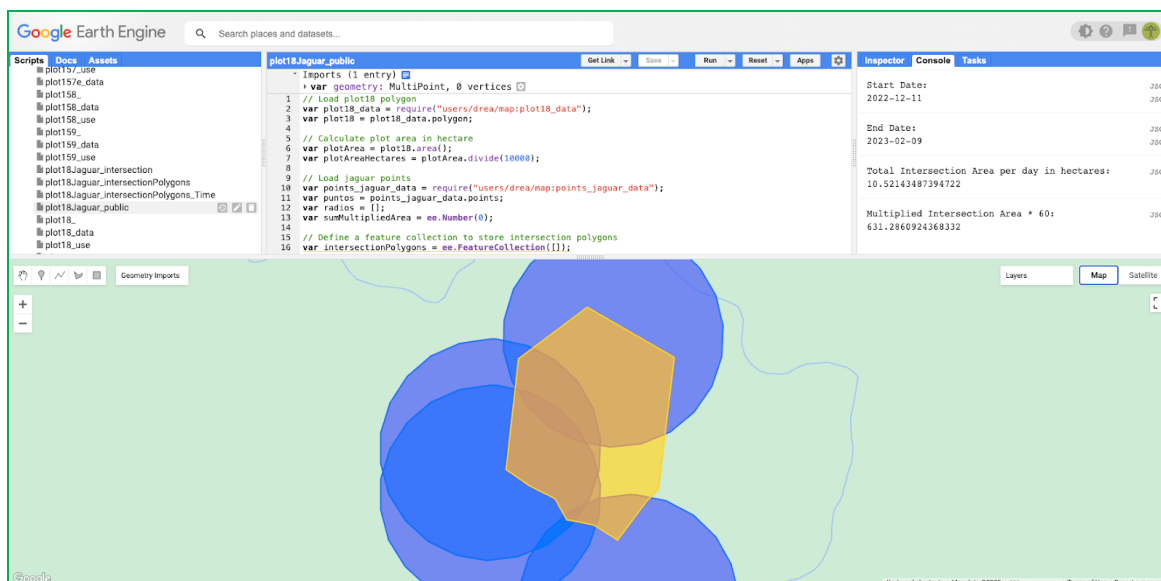 Google Earth Engine
Search places and datasets...
Scripts Docs Assets
plot157_use
plot157e_data
plot158_
plot158_data
plot158_use
plot159_
plot159_data
plot159_use
plot18Jaguar_intersection
plot18Jaguar_intersectionPolygons
plot18Jaguar_intersectionPolygons_Time
plot18Jaguar_public
plot18_
plot18_data
plot18_use
plot18Jaguar_public
Get Link Save Run Reset Apps
Imports (1 entry)
var geometry: MultiPoint, 0 vertices
1 // Load plot18 polygon
2 var plot18_data = require("users/drea/map:plot18_data");
3 var plot18 = plot18_data.polygon;
4
5 // Calculate plot area in hectare
6 var plotArea = plot18.area();
7 var plotAreaHectares = plotArea.divide(10000);
8
9 // Load jaguar points
10 var points_jaguar_data = require("users/drea/map:points_jaguar_data");
11 var puntos = points_jaguar_data.points;
12 var radios = [];
13 var sumMultipliedArea = ee.Number(0);
14
15 // Define a feature collection to store intersection polygons
16 var intersectionPolygons = ee.FeatureCollection([]);
Inspector Console Tasks
Start Date:
2022-12-11
End Date:
2023-02-09
Total Intersection Area per day in hectares:
10.52143487394722
Multiplied Intersection Area * 60:
631.2860924368332
Geometry Imports
Layers
Map Satellite
+
−
Google